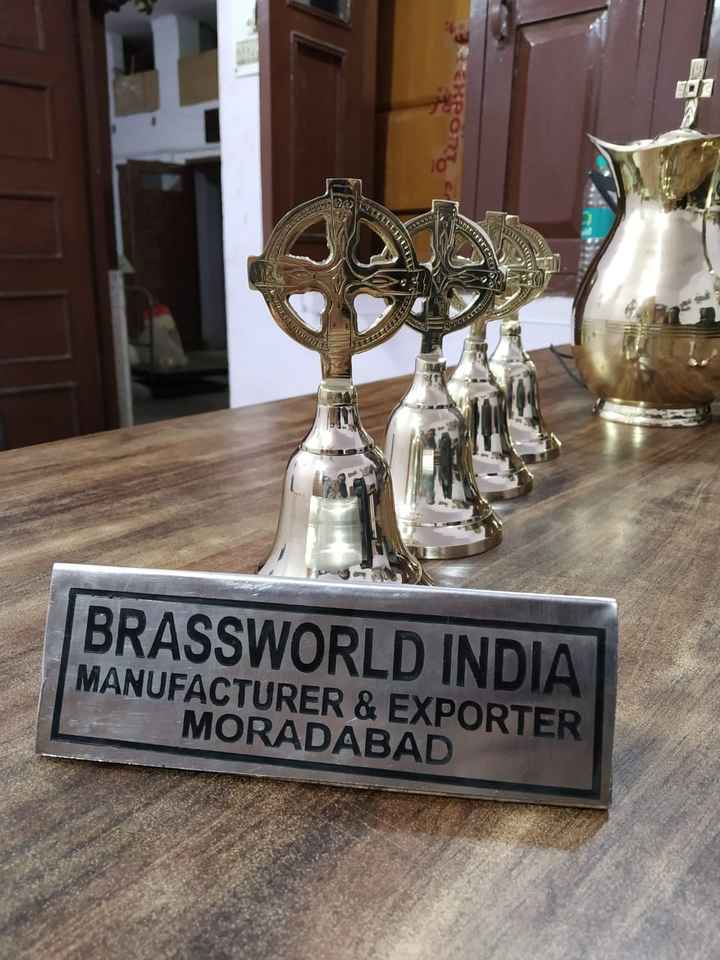 BRASSWORLD INDIA
MANUFACTURER & EXPORTER
MORADABAD